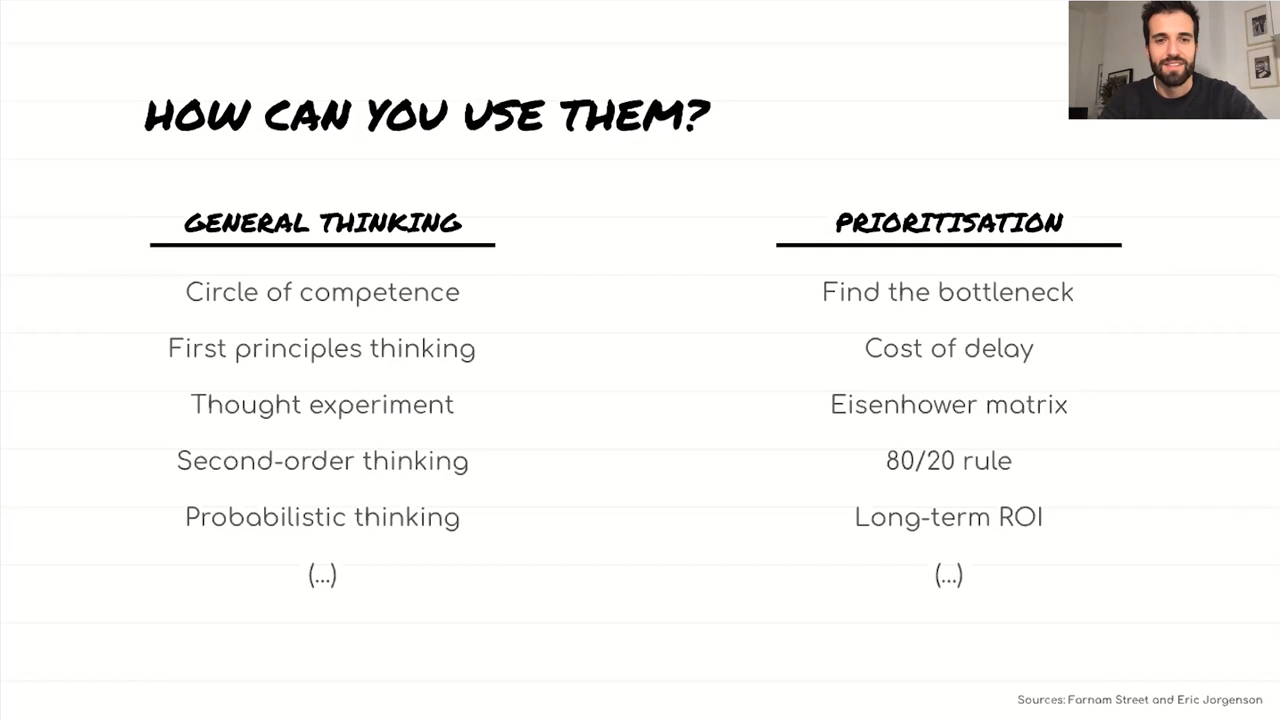 HOW CAN YOU USE THEM?
GENERAL THINKING
Circle of competence
First principles thinking
Thought experiment
Second-order thinking
Probabilistic thinking
(...)
PRIORITISATION
Find the bottleneck
Cost of delay
Eisenhower matrix
80/20 rule
Long-term ROI
(...)
Sources: Farnam Street and Eric Jorgenson